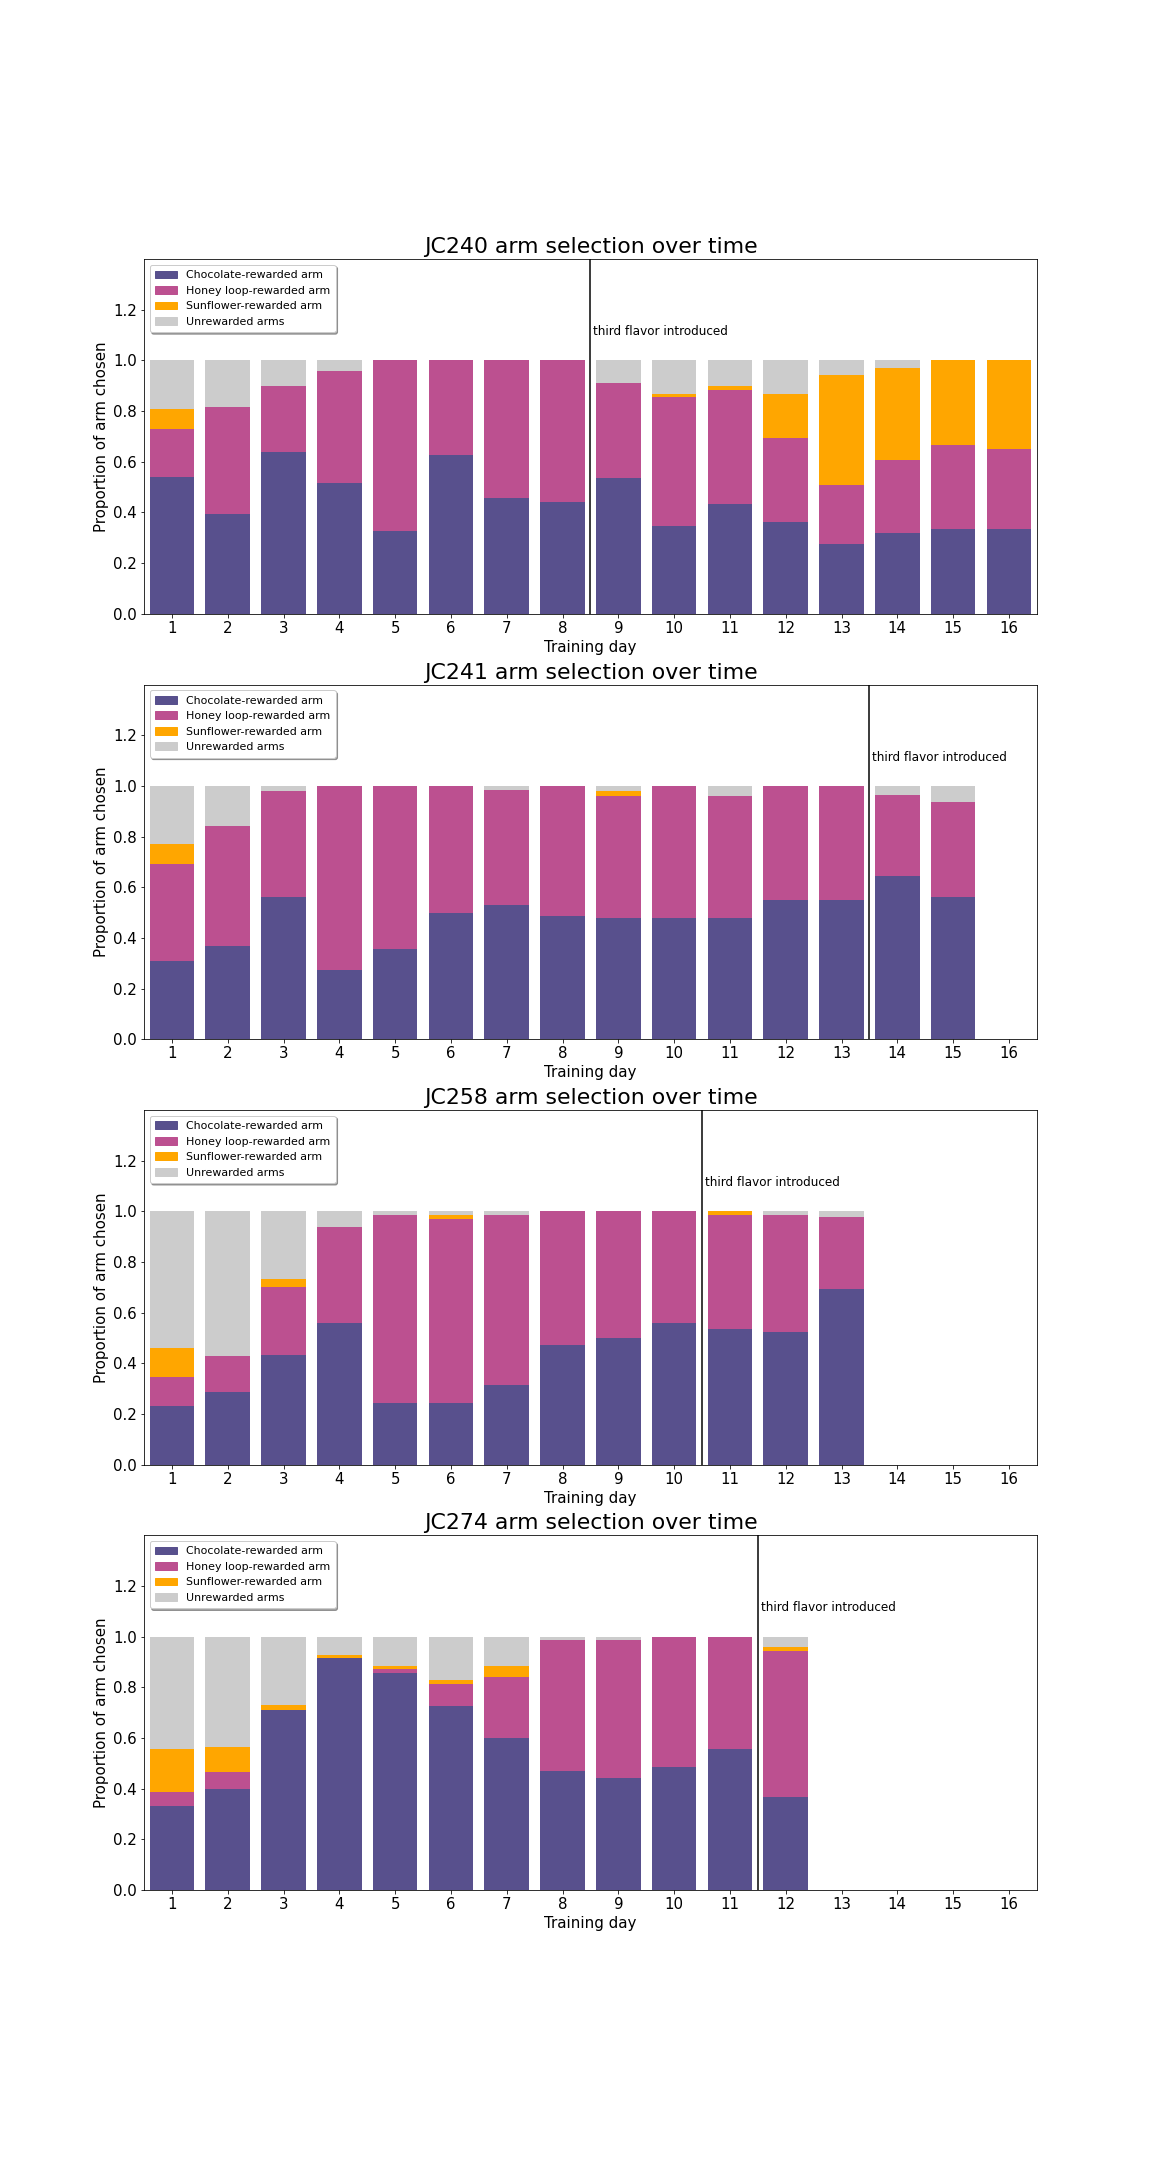 JC240 arm selection over time
Chocolate-rewarded arm
Honey loop-rewarded arm
Sunflower-rewarded arm
Unrewarded arms
third flavor introduced
Proportion of arm chosen
1.2
1.0
0.8
0.6
0.4
0.2
0.0
1 2 3 4 5 6 7 8 9 10 11 12 13 14 15 16
Training day
JC241 arm selection over time
Chocolate-rewarded arm
Honey loop-rewarded arm
Sunflower-rewarded arm
Unrewarded arms
third flavor introduced
Proportion of arm chosen
1.2
1.0
0.8
0.6
0.4
0.2
0.0
1 2 3 4 5 6 7 8 9 10 11 12 13 14 15 16
Training day
JC258 arm selection over time
Chocolate-rewarded arm
Honey loop-rewarded arm
Sunflower-rewarded arm
Unrewarded arms
third flavor introduced
Proportion of arm chosen
1.2
1.0
0.8
0.6
0.4
0.2
0.0
1 2 3 4 5 6 7 8 9 10 11 12 13 14 15 16
Training day
JC274 arm selection over time
Chocolate-rewarded arm
Honey loop-rewarded arm
Sunflower-rewarded arm
Unrewarded arms
third flavor introduced
Proportion of arm chosen
1.2
1.0
0.8
0.6
0.4
0.2
0.0
1 2 3 4 5 6 7 8 9 10 11 12 13 14 15 16
Training day